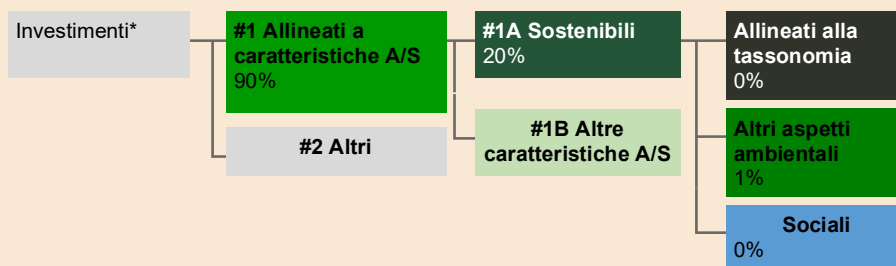 Investimenti*
#1 Allineati a
caratteristiche A/S
90%
#2 Altri
#1A Sostenibili
20%
#1B Altre
caratteristiche A/S
Allineati alla
tassonomia
0%
Altri aspetti
ambientali
1%
Sociali
0%